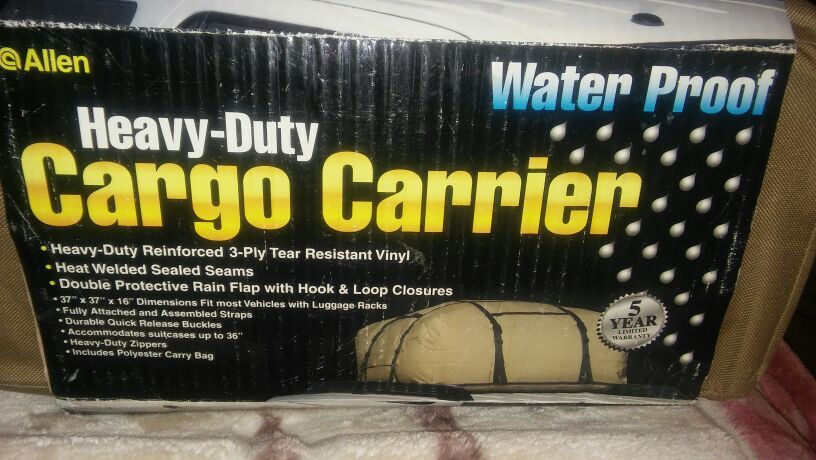 Allen
Water Proof
Heavy-Duty
Cargo Carrier
• Heavy-Duty Reinforced 3-Ply Tear Resistant Vinyl
• Heat Welded Sealed Seams
• Double Protective Rain Flap with Hook & Loop Closures
• 37" x 37" x 16" Dimensions Fit most Vehicles with Luggage Racks
• Fully Attached and Assembled Straps
• Durable Quick Release Buckles
• Accommodates suitcases up to 36"
• Heavy-Duty Zippers
• Includes Polyester Carry Bag
5
YEAR
LIMITED
WARRANTY